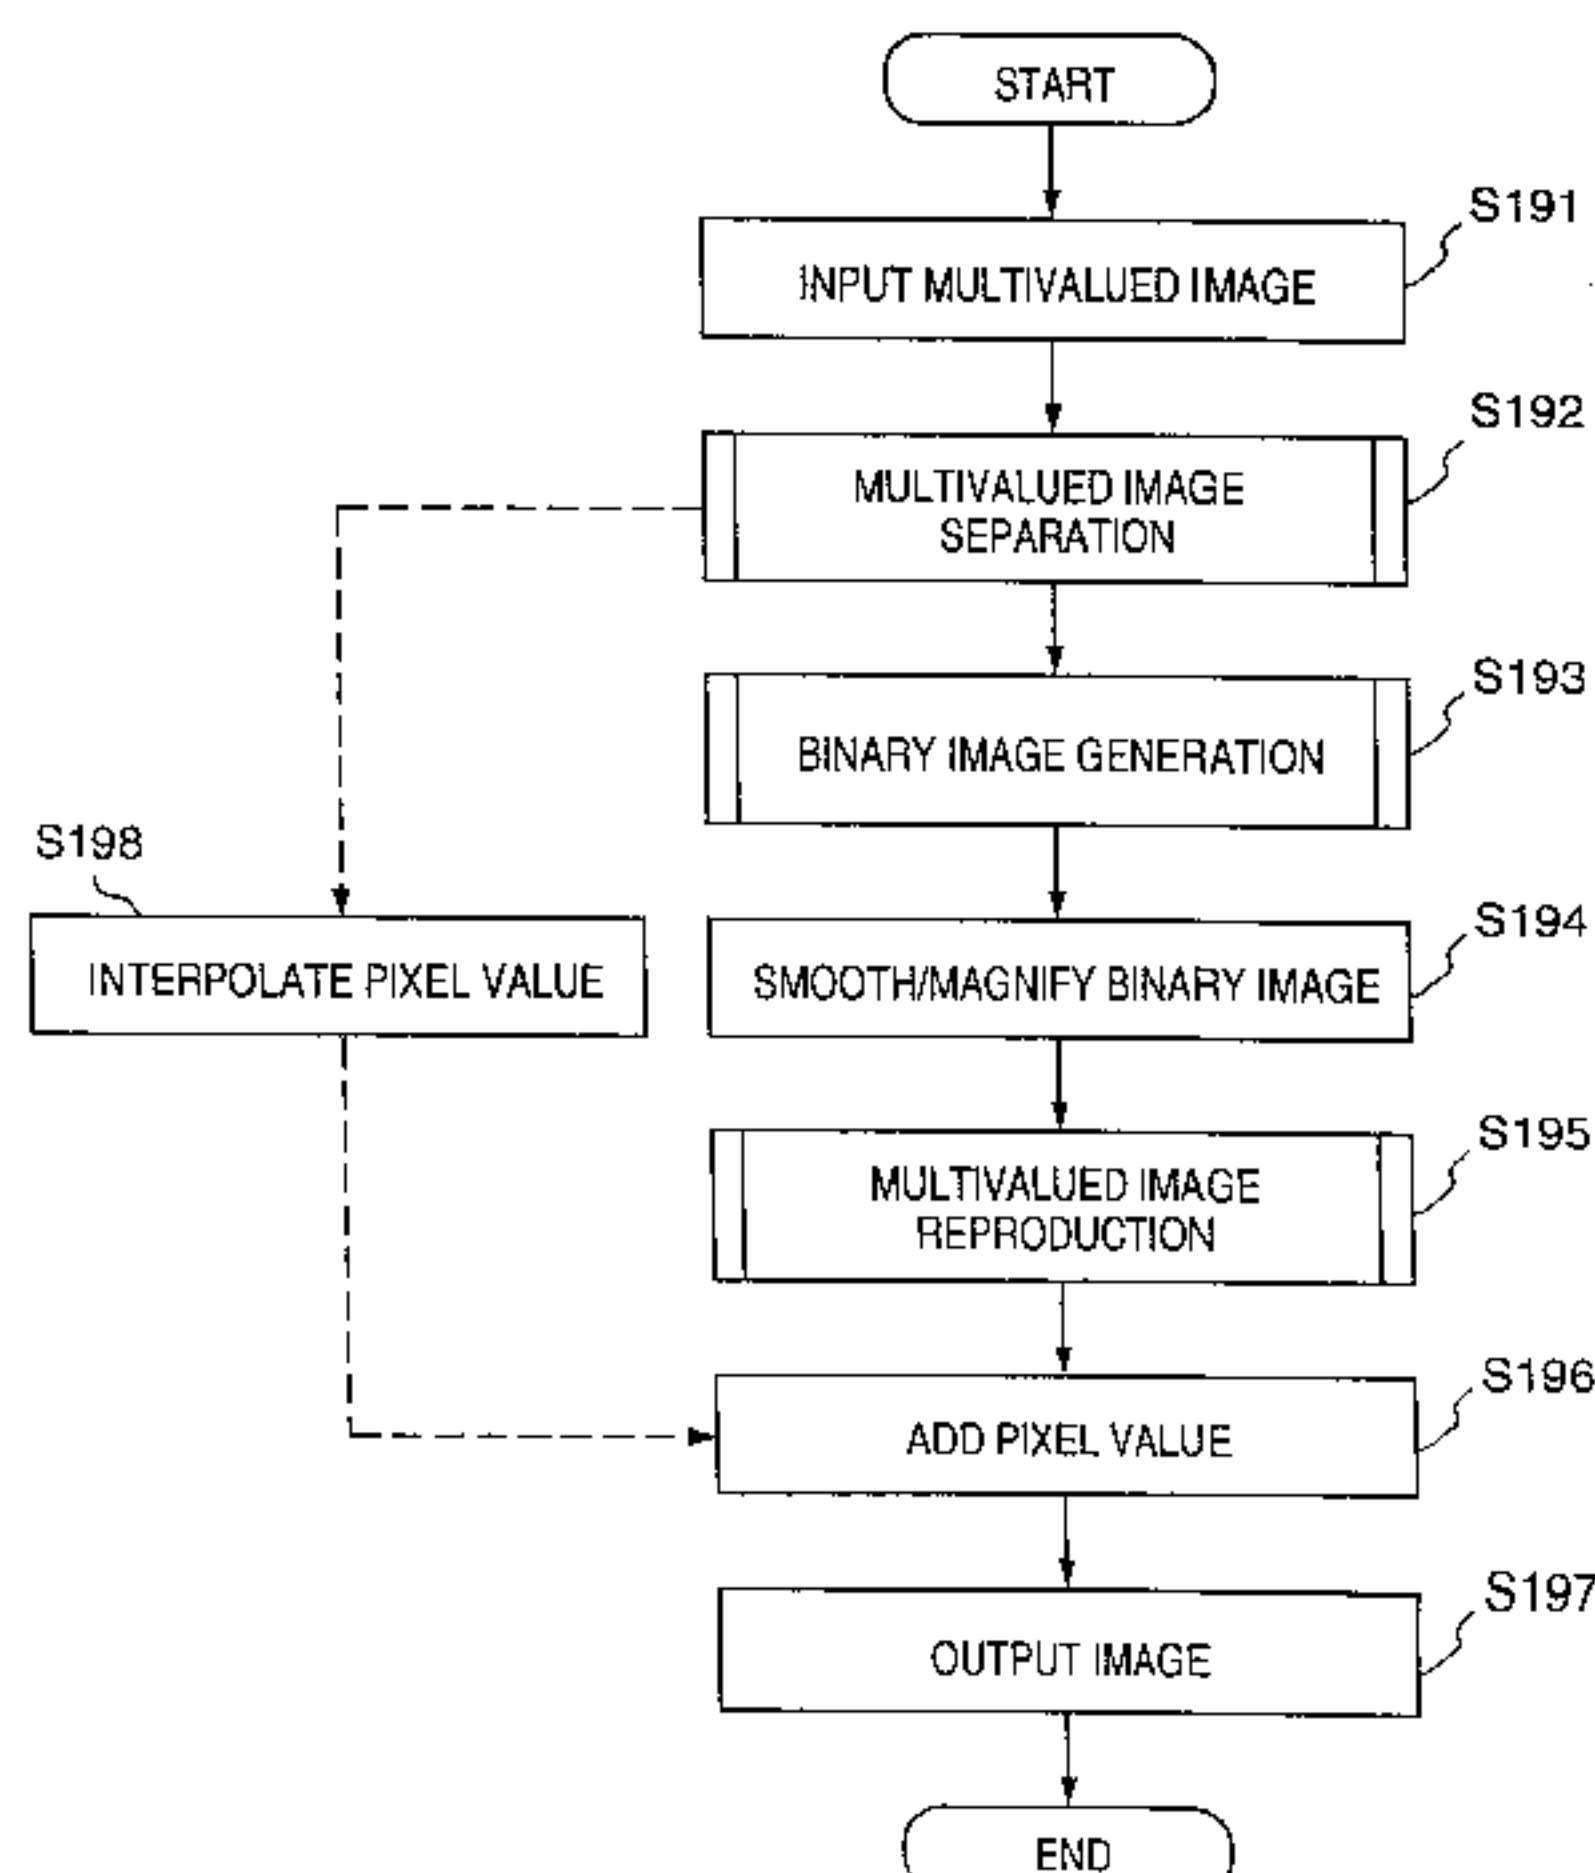 START
S191
INPUT MULTIVALUED IMAGE
S192
MULTIVALUED IMAGE
SEPARATION
S193
BINARY IMAGE GENERATION
S198
INTERPOLATE PIXEL VALUE
S194
SMOOTH/MAGNIFY BINARY IMAGE
S195
MULTIVALUED IMAGE
REPRODUCTION
S196
ADD PIXEL VALUE
S197
OUTPUT IMAGE
END